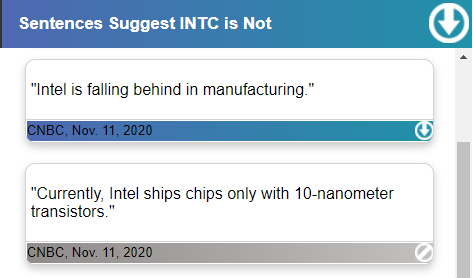 Sentences Suggest INTC is Not
"Intel is falling behind in manufacturing."
CNBC, Nov. 11, 2020
"Currently, Intel ships chips only with 10-nanometer
transistors."
CNBC, Nov. 11, 2020